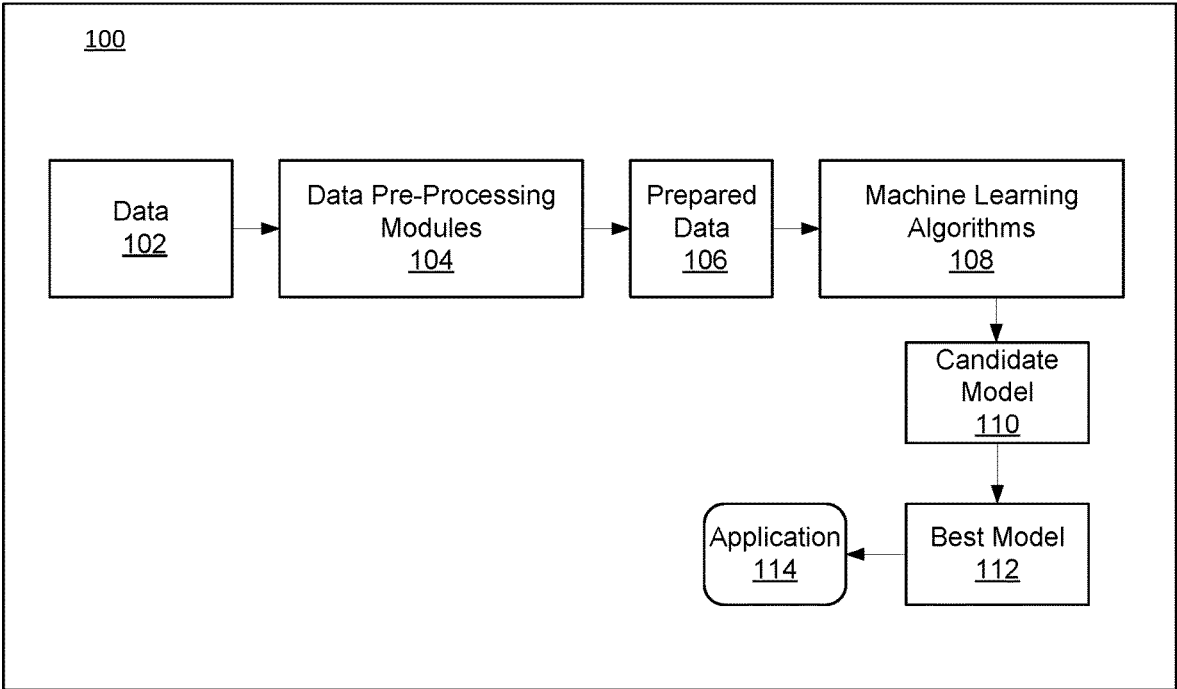 100
Data
102
Data Pre-Processing
Modules
104
Prepared
Data
106
Machine Learning
Algorithms
108
Candidate
Model
110
Application
114
Best Model
112